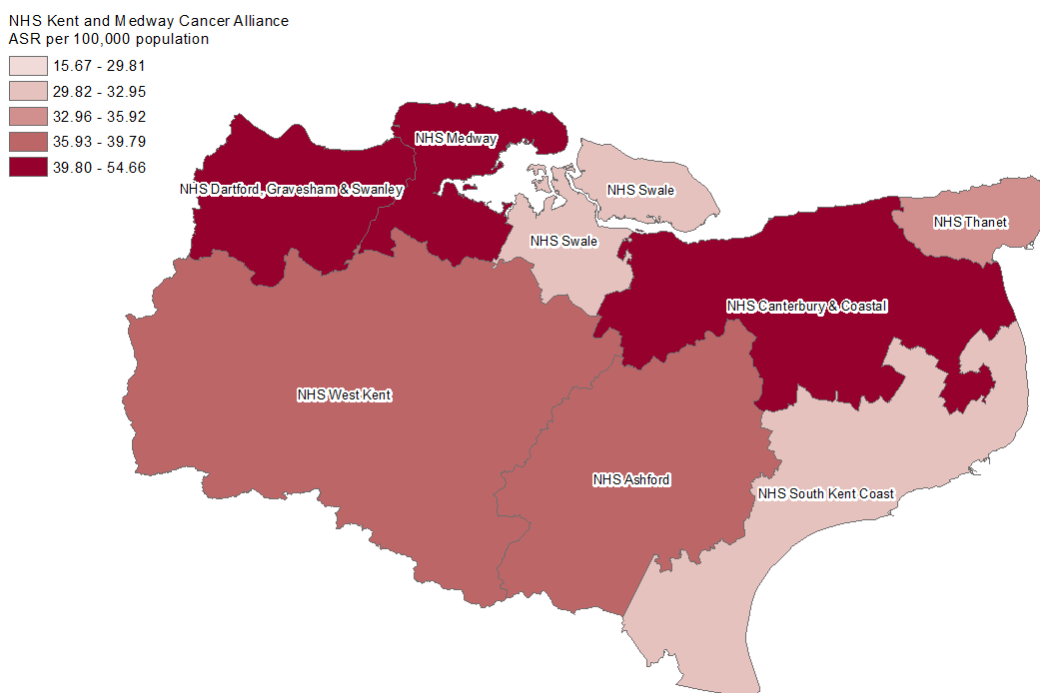 NHS Kent and Medway Cancer Alliance
ASR per 100,000 population
15.67 - 29.81
29.82 - 32.95
32.96 - 35.92
35.93 - 39.79
39.80 - 54.66
NHS Medway
NHS Dartford, Gravesham & Swanley
NHS Swale
NHS Thanet
NHS Swale
NHS Canterbury & Coastal
NHS West Kent
NHS Ashford
NHS South Kent Coast